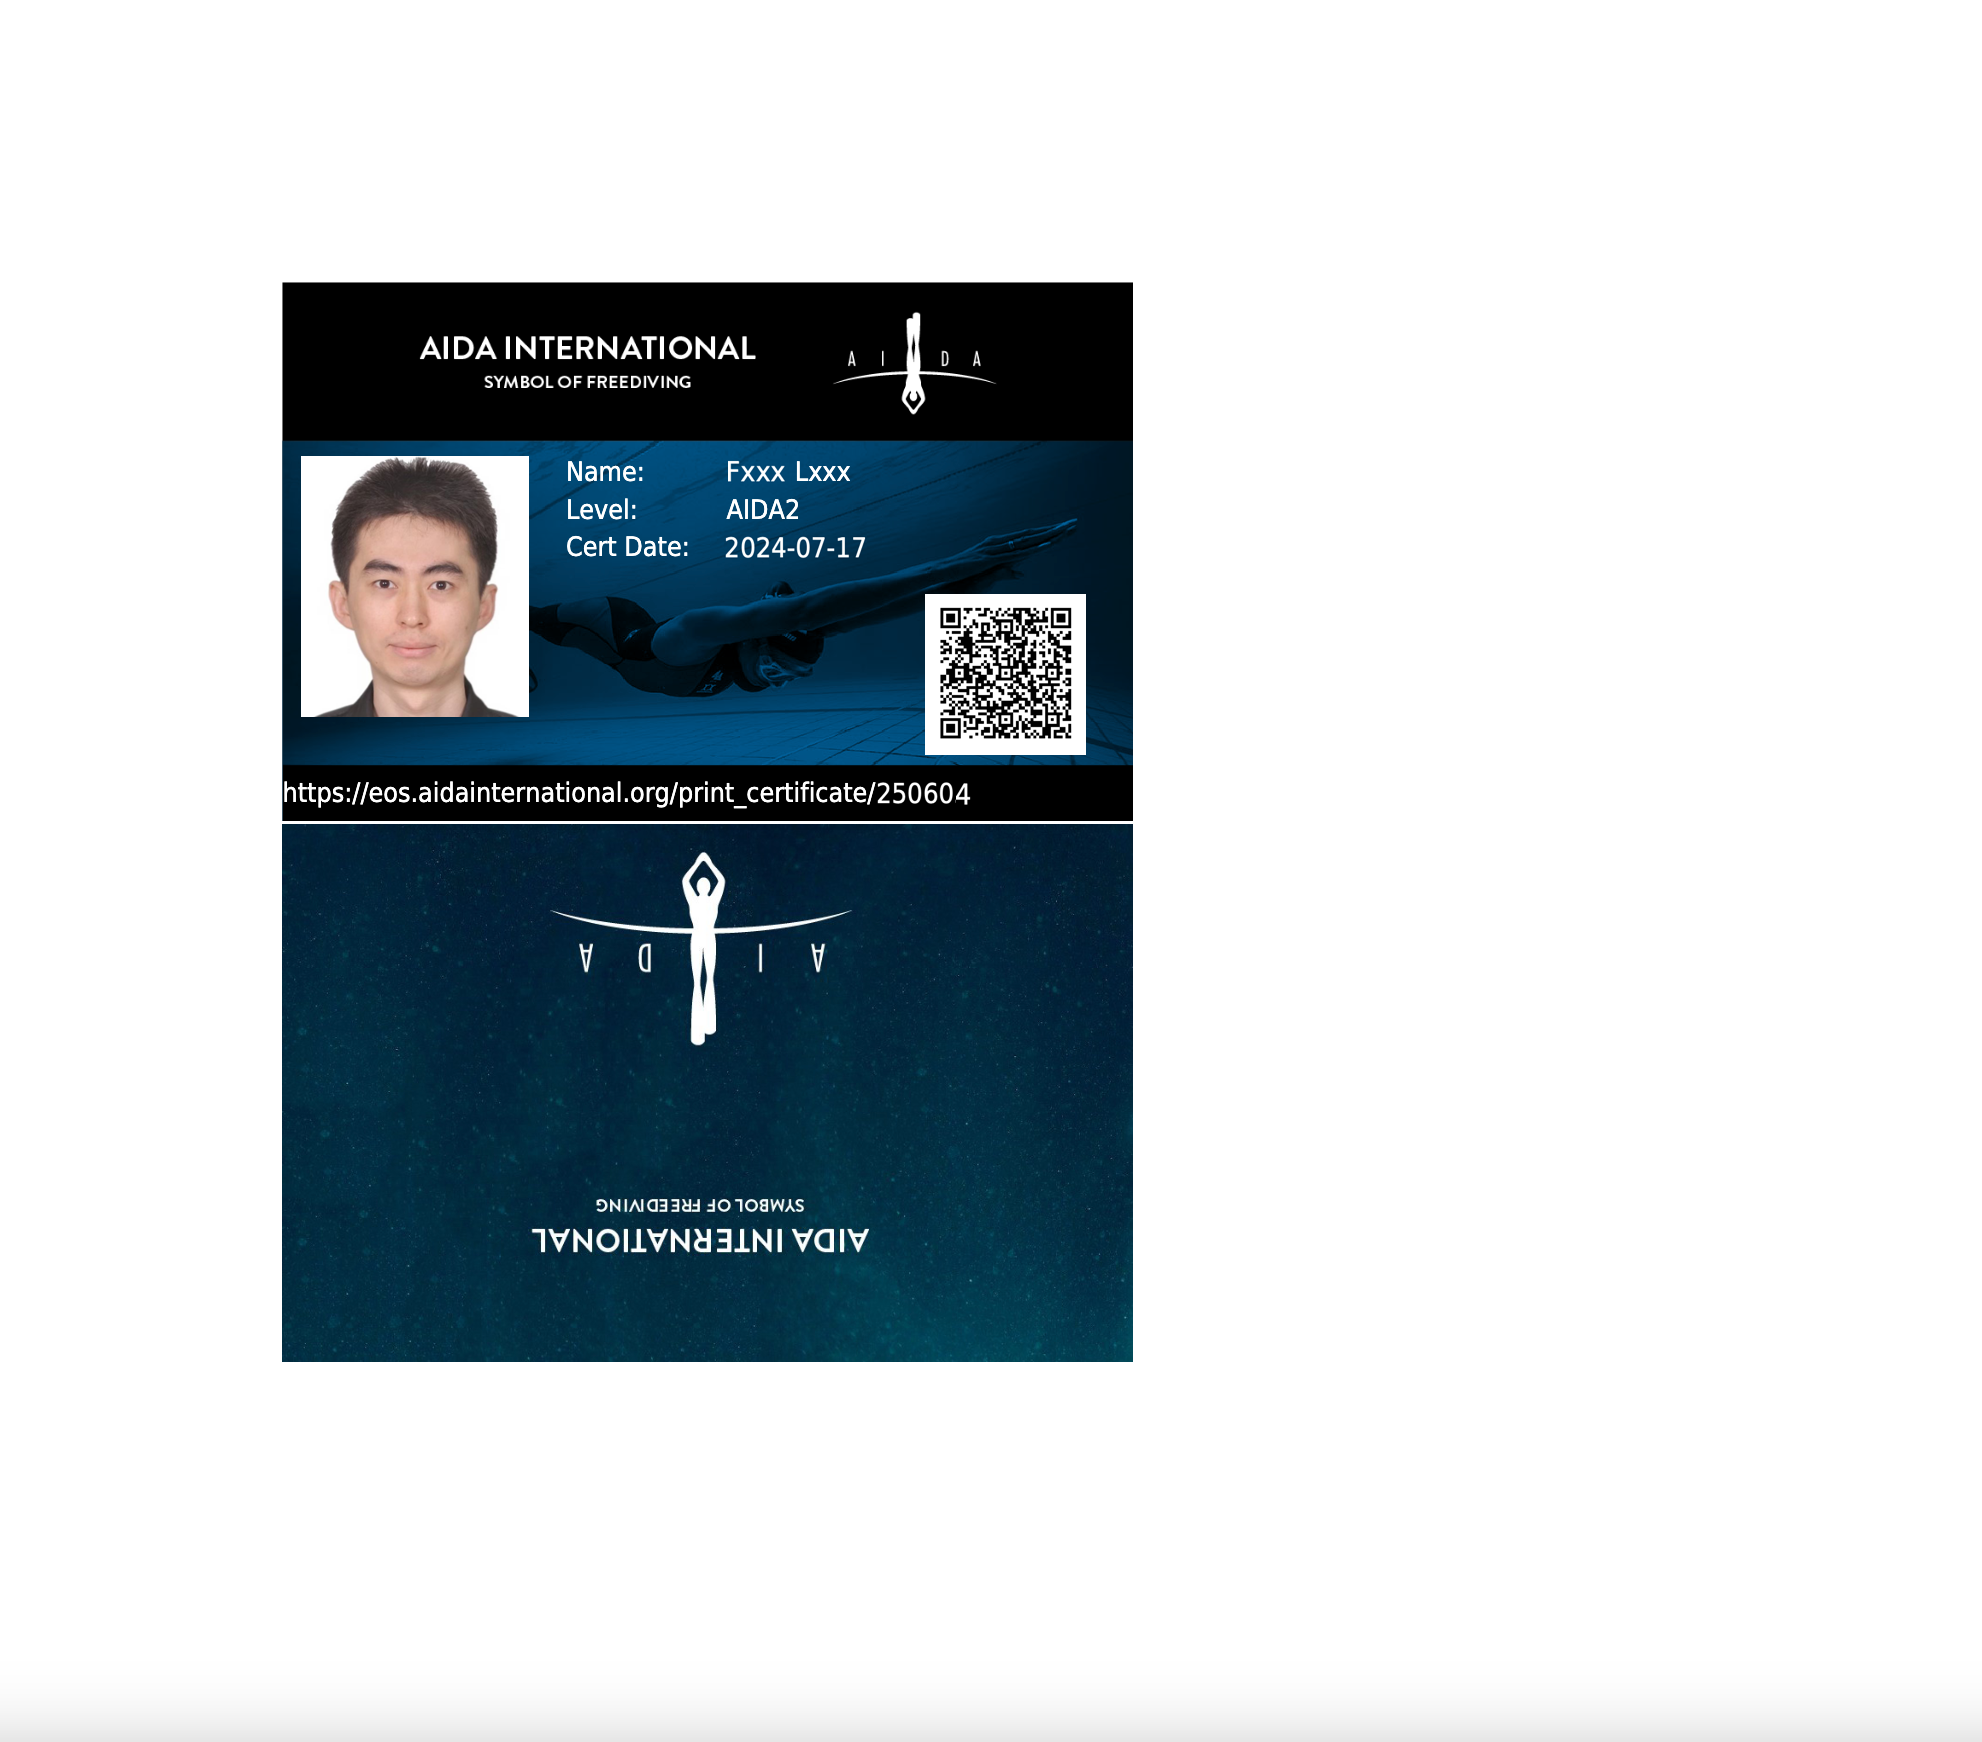 AIDA INTERNATIONAL
SYMBOL OF FREEDIVING
A I D A
Name: Fxxx Lxxx
Level: AIDA2
Cert Date: 2024-07-17
https://eos.aidainternational.org/print_certificate/250604
A I D A
SYMBOL OF FREEDIVING
AIDA INTERNATIONAL